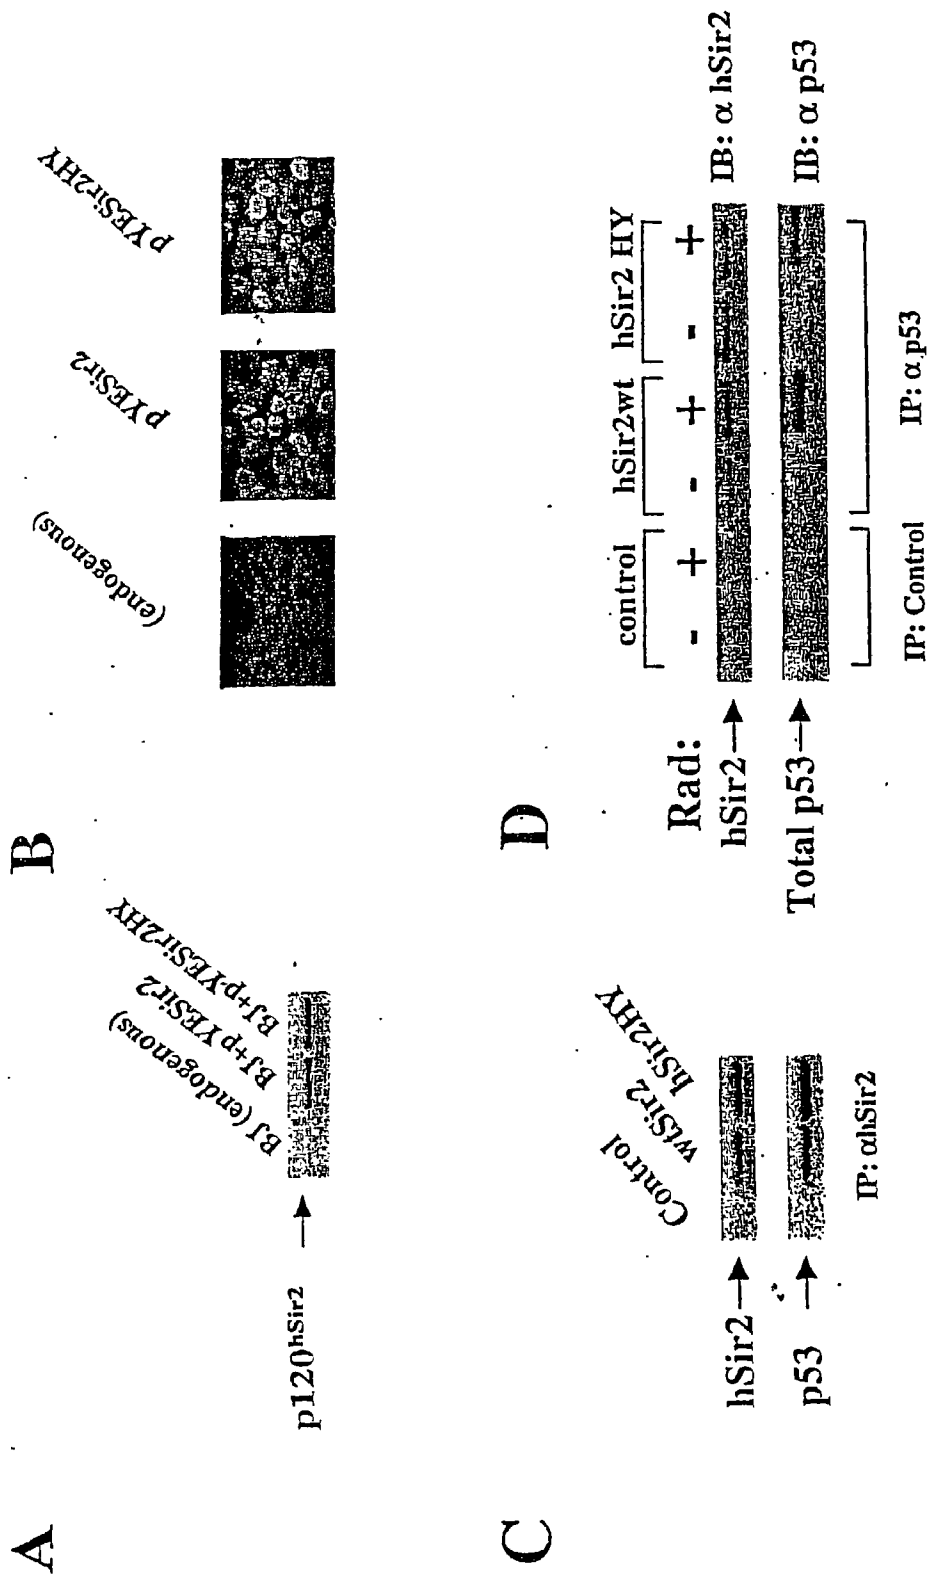 A
BJ (endogenous)
BJ+pYESir2
BJ+p-YESir2HY
p120hSir2
B
(endogenous)
pYESir2
pYESir2HY
C
Control
wtSir2
hSir2HY
hSir2
p53
IP: αhSir2
D
control
hSir2wt
hSir2 HY
Rad:
- + - + - +
hSir2
IB: α hSir2
Total p53
IB: α p53
IP: Control
IP: α p53